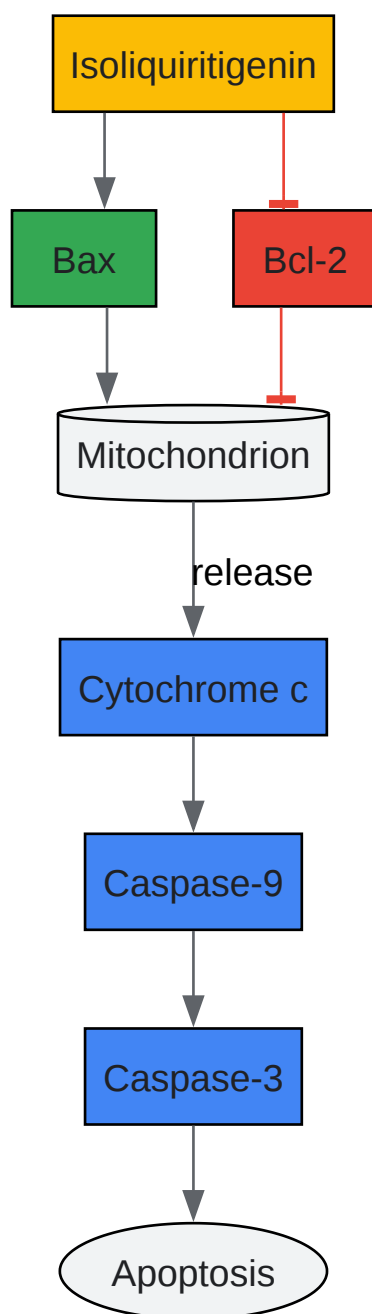 Isoliquiritigenin
Bax
Bcl-2
Mitochondrion
release
Cytochrome c
Caspase-9
Caspase-3
Apoptosis